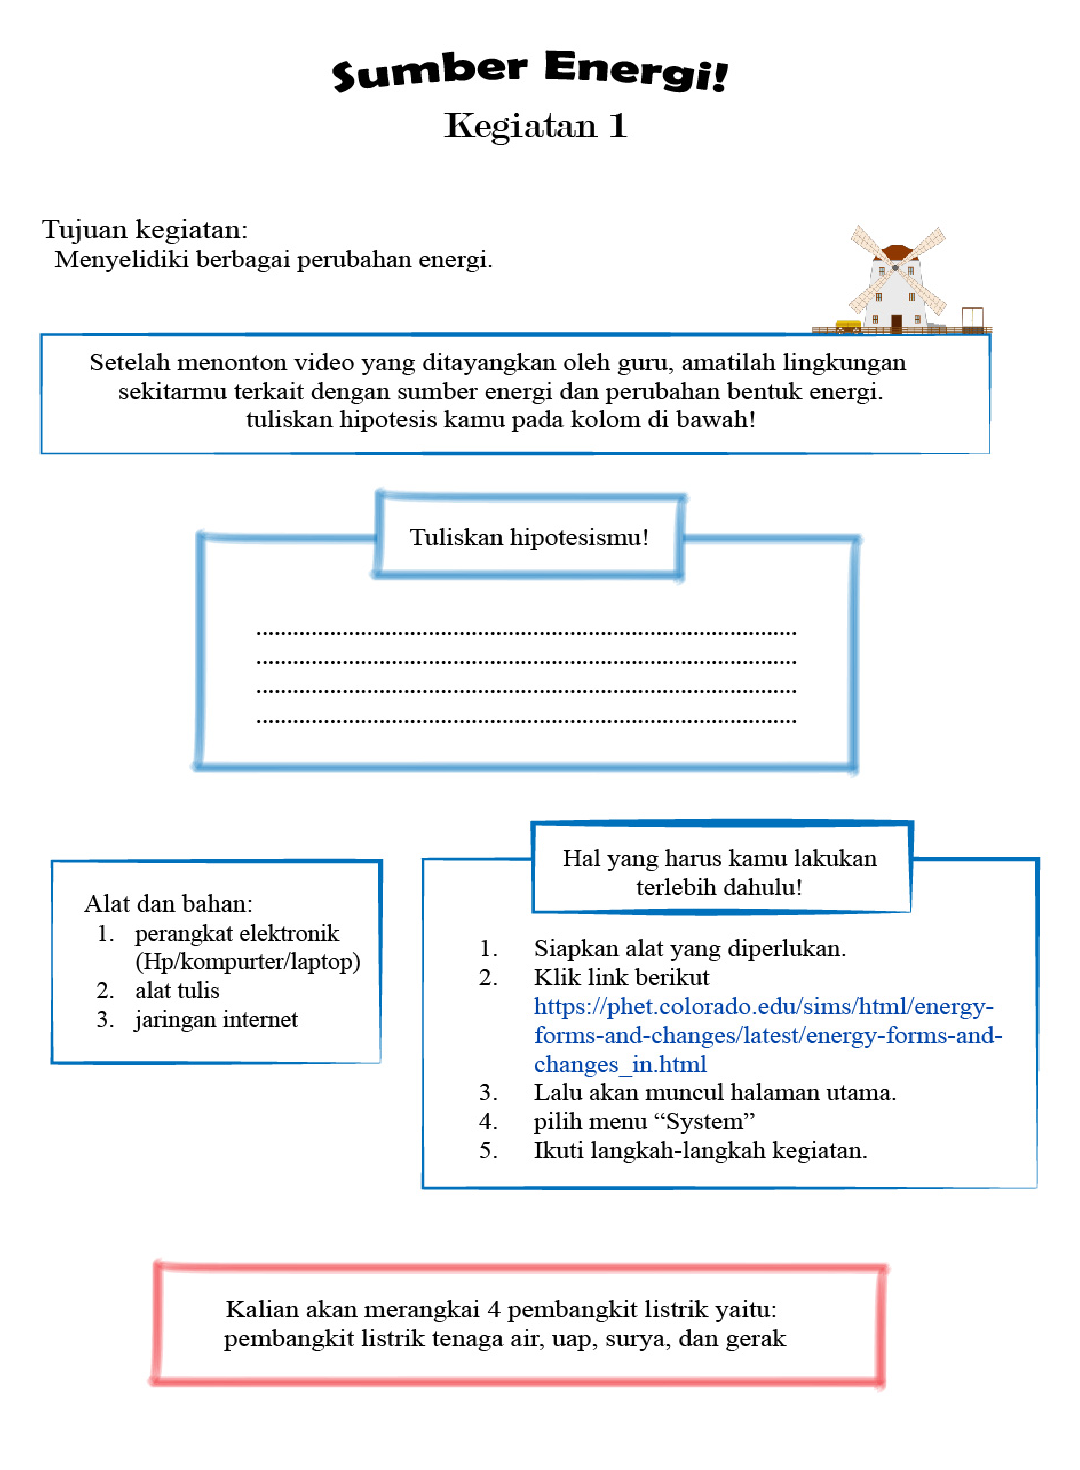 Sumber Energi!
Kegiatan 1
Tujuan kegiatan:
Menyelidiki berbagai perubahan energi.
Setelah menonton video yang ditayangkan oleh guru, amatilah lingkungan
sekitarmu terkait dengan sumber energi dan perubahan bentuk energi.
tuliskan hipotesis kamu pada kolom di bawah!
Tuliskan hipotesismu!
..........................................................................................
..........................................................................................
..........................................................................................
..........................................................................................
Alat dan bahan:
1. perangkat elektronik
(Hp/kompurter/laptop)
2. alat tulis
3. jaringan internet
Hal yang harus kamu lakukan
terlebih dahulu!
1. Siapkan alat yang diperlukan.
2. Klik link berikut
https://phet.colorado.edu/sims/html/energy-
forms-and-changes/latest/energy-forms-and-
changes_in.html
3. Lalu akan muncul halaman utama.
4. pilih menu “System”
5. Ikuti langkah-langkah kegiatan.
Kalian akan merangkai 4 pembangkit listrik yaitu:
pembangkit listrik tenaga air, uap, surya, dan gerak